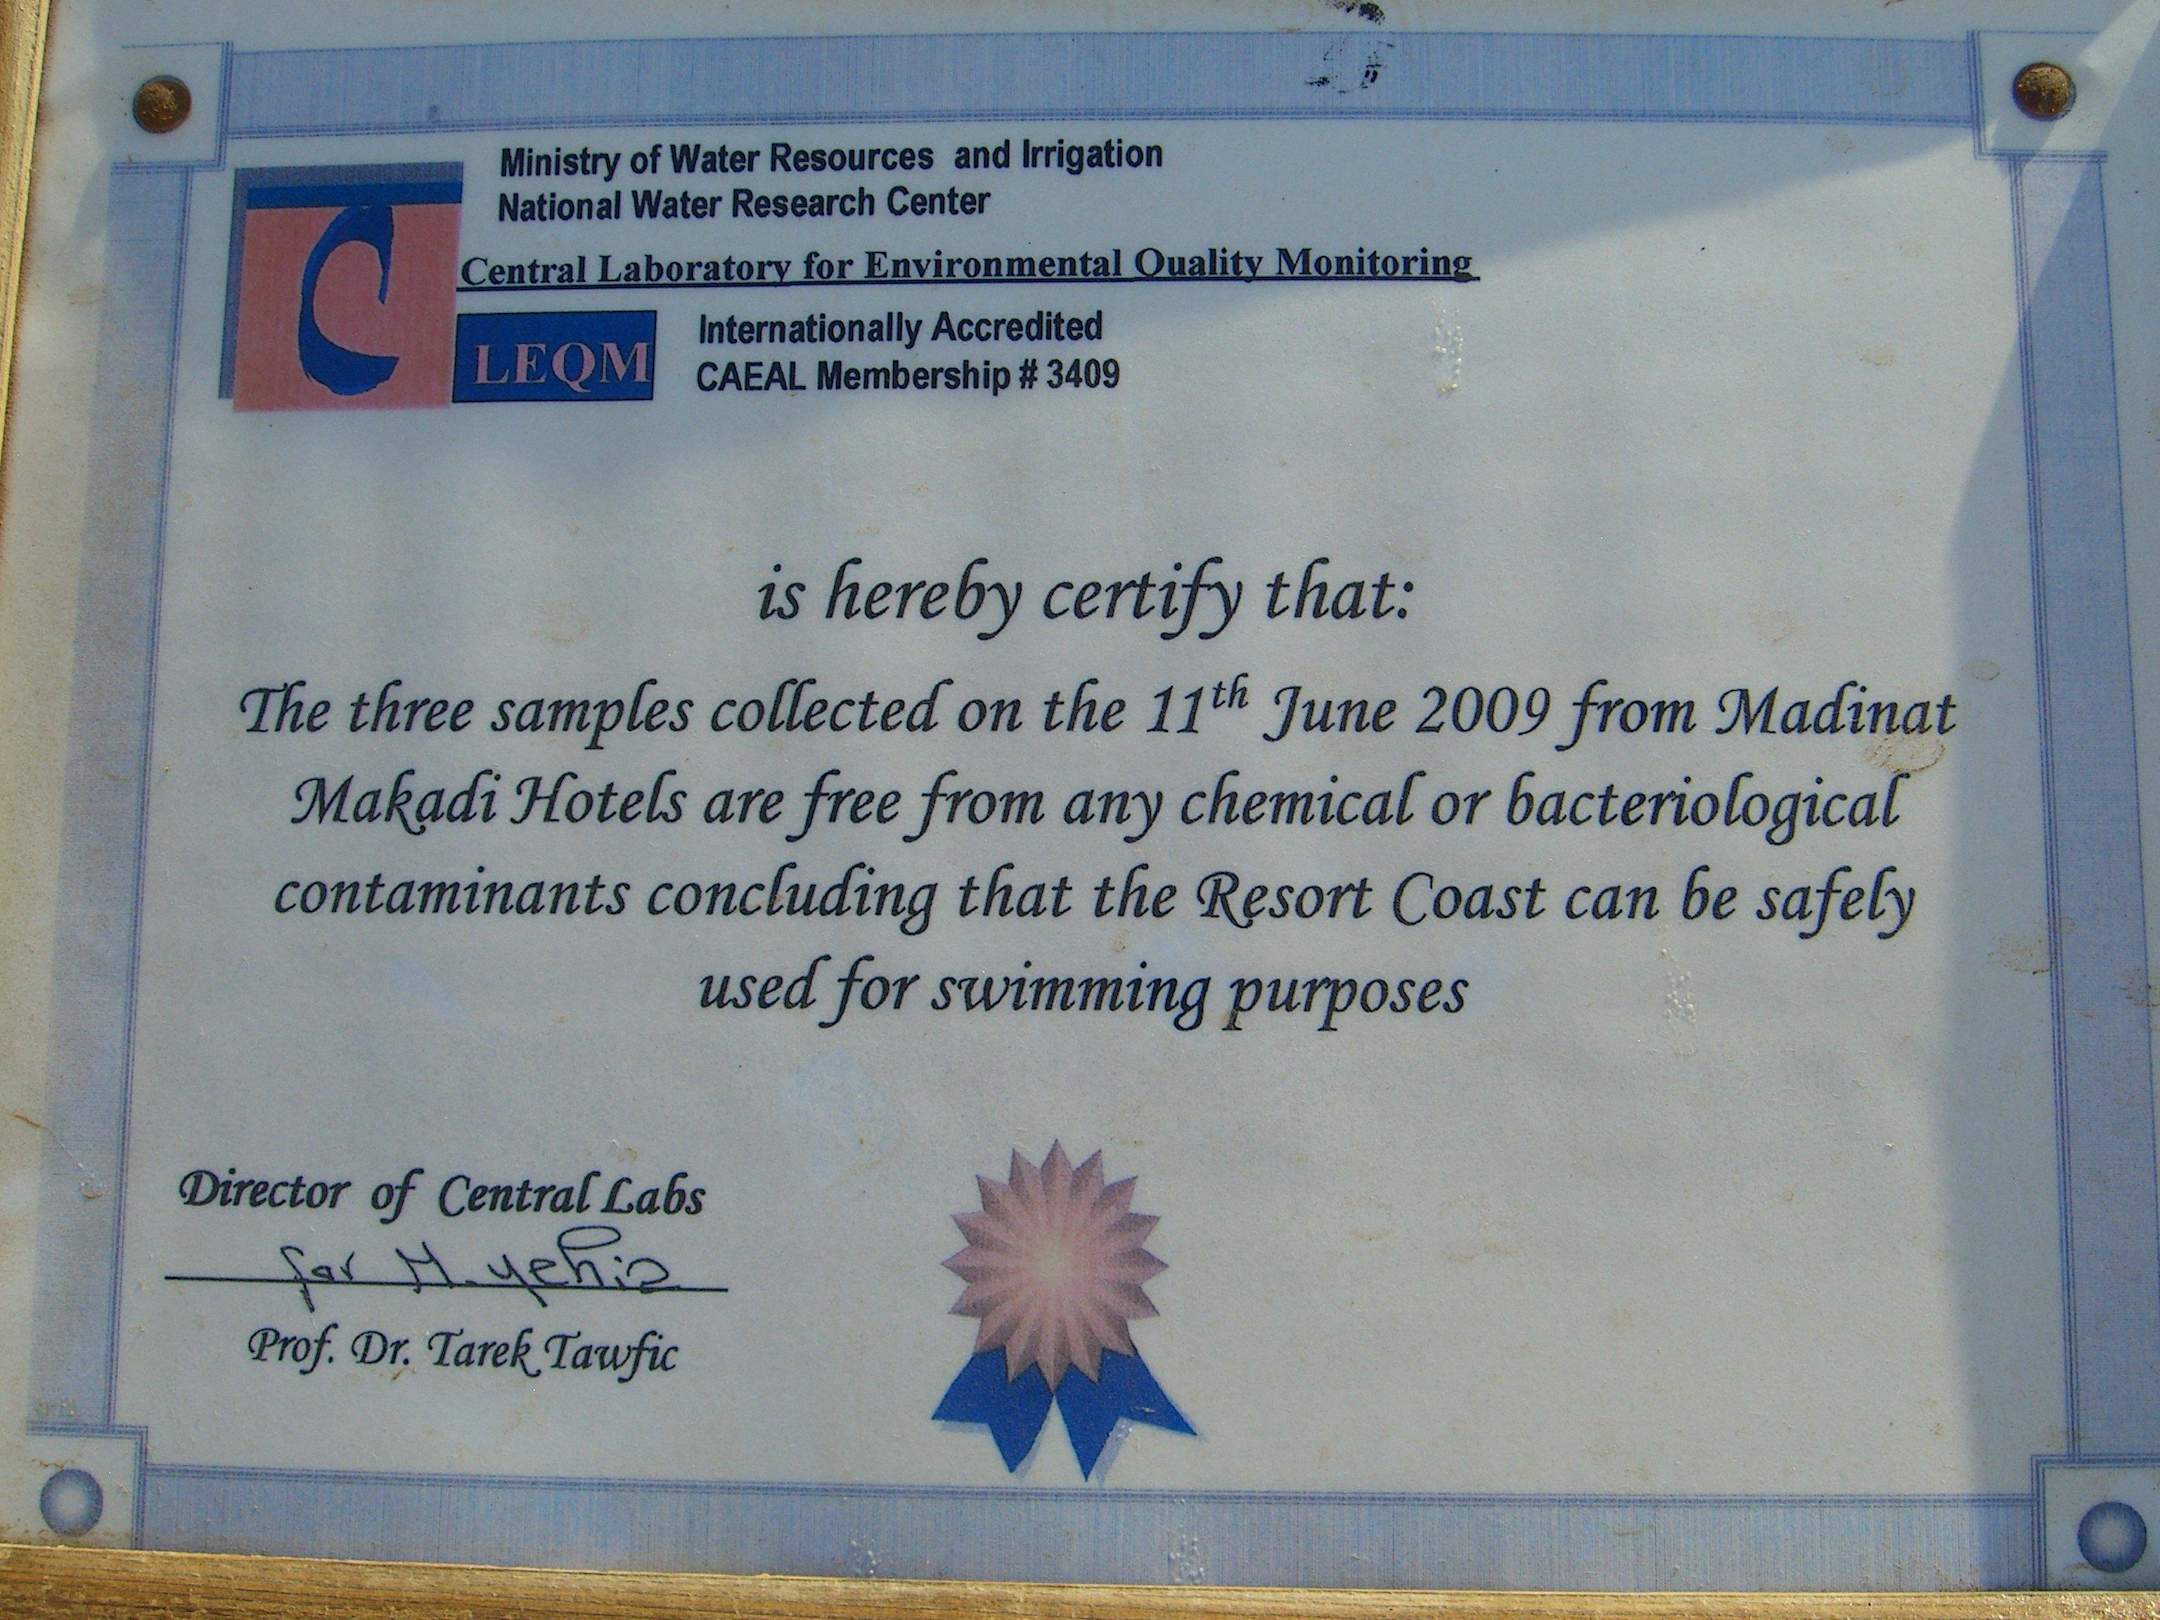 Ministry of Water Resources and Irrigation
National Water Research Center
Central Laboratory for Environmental Quality Monitoring
C
LEQM
Internationally Accredited
CAEAL Membership # 3409
is hereby certify that:
The three samples collected on the 11th June 2009 from Madinat
Makadi Hotels are free from any chemical or bacteriological
contaminants concluding that the Resort Coast can be safely
used for swimming purposes
Director of Central Labs
for M. Yehia
Prof. Dr. Tarek Tawfic